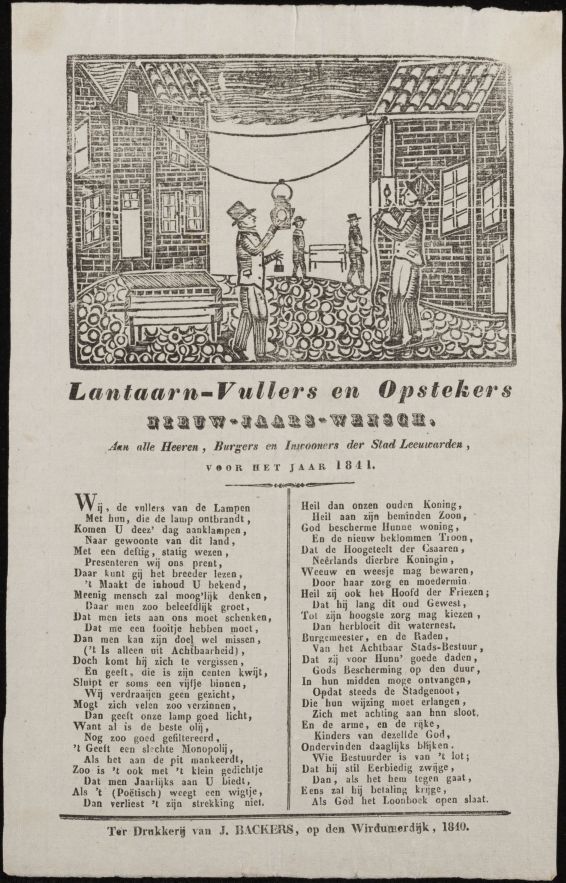 Lantaarn-Vullers en Opstekers
NIEUW-JAARS-WENSCH,
Aan alle Heeren, Burgers en Inwooners der Stad Leeuwarden,
VOOR HET JAAR 1841.
Wij, de vullers van de Lampen
Met hun, die de lamp ontbrandt,
Komen U deez' dag aanklampen,
Naar gewoonte van dit land,
Met een deftig, statig wezen,
Presenteren wij ons prent,
Daar kunt gij het breeder lezen,
't Maakt de inhoud U bekend,
Meenig mensch zal moog'lijk denken,
Daar men zoo beleefdlijk groet,
Dat men iets aan ons moet schenken,
Dat me een fooitje hebben moet,
Dan men kan zijn doel wel missen,
('t Is alleen uit Achtbaarheid),
Doch komt hij zich te vergissen,
En geeft, die is zijn centen kwijt,
Sluipt er soms een vijfje binnen,
Wij verdraaijen geen gezicht,
Mogt zich velen zoo verzinnen,
Dan geeft onze lamp goed licht,
Want al is de beste olij,
Nog zoo goed gefiltereerd,
't Geeft een slechte Monopolij,
Als het aan de pit mankeerdt,
Zoo is 't ook met 't klein gedichtje
Dat men Jaarlijks aan U biedt,
Als 't (Poëtisch) weegt een wigtje,
Dan verliest 't zijn strekking niet.
Heil dan onzen ouden Koning,
Heil aan zijn beminden Zoon,
God bescherme Hunne woning,
En de nieuw beklommen Troon,
Dat de Hoogeteelt der Csaaren,
Neêrlands dierbre Koningin,
Weeuw en weesje mag bewaren,
Door haar zorg en moedermin.
Heil zij ook het Hoofd der Friezen;
Dat hij lang dit oud Gewest,
Tot zijn hoogste zorg mag kiezen,
Dan herbloeit dit waternest.
Burgemeester, en de Raden,
Van het Achtbaar Stads-Bestuur,
Dat zij voor Hunn' goede daden,
Gods Bescherming op den duur,
In hun midden moge ontvangen,
Opdat steeds de Stadgenoot,
Die hun wijzing moet erlangen,
Zich met achting aan hun sloot.
En de arme, en de rijke,
Kinders van dezelfde God,
Ondervinden daaglijks blijken,
Wie Bestuurder is van 't lot;
Dat hij stil Eerbiedig zwijge,
Dan, als het hem tegen gaat,
Eens zal hij betaling krijge,
Als God het Loonboek open slaat.
Ter Drukkerij van J. BACKERS, op den Wirdumerdijk, 1840.